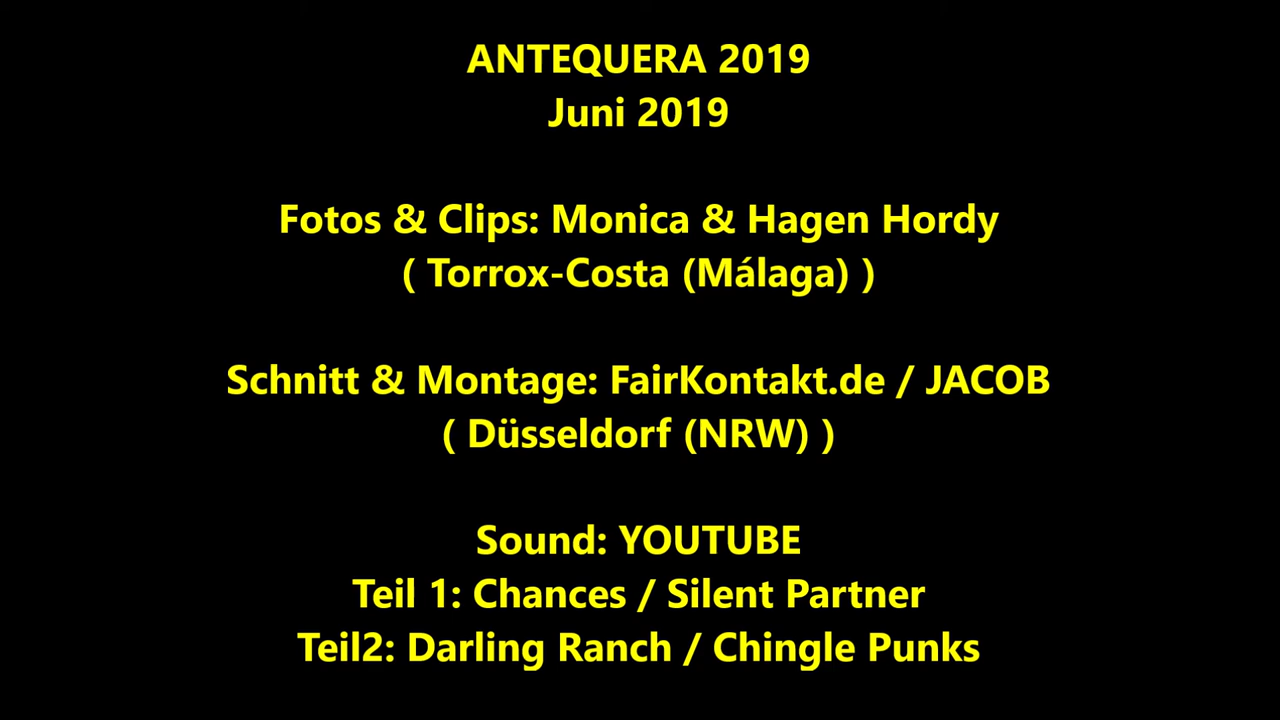 ANTEQUERA 2019
Juni 2019
Fotos & Clips: Monica & Hagen Hordy
( Torrox-Costa (Málaga) )
Schnitt & Montage: FairKontakt.de / JACOB
( Düsseldorf (NRW) )
Sound: YOUTUBE
Teil 1: Chances / Silent Partner
Teil2: Darling Ranch / Chingle Punks